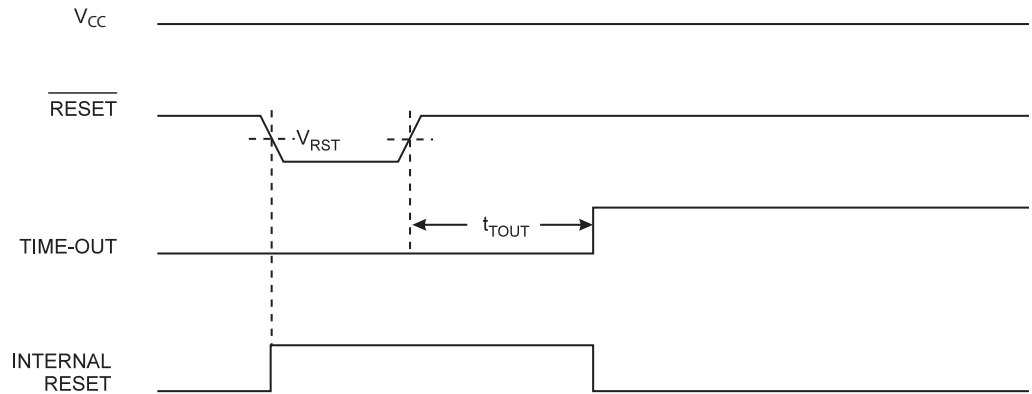 VCC
RESET
VRST
tTOUT
TIME-OUT
INTERNAL
RESET